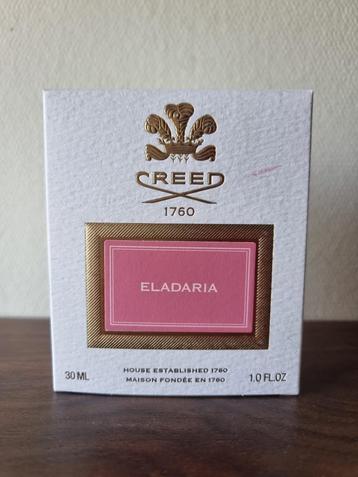 CREED
1760
ELADARIA
HOUSE ESTABLISHED 1760
MAISON FONDÉE EN 1760
30 ML 1.0 FL.OZ